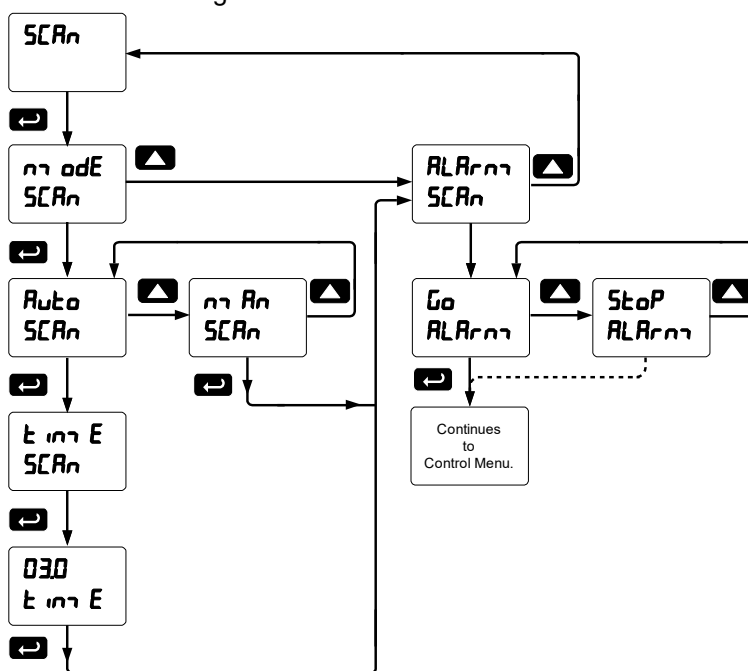 SCAn
modE
SCAn
Auto
SCAn
mAn
SCAn
timE
SCAn
03.0
timE
ALArm
SCAn
Go
ALArm
StoP
ALArm
Continues
to
Control Menu.